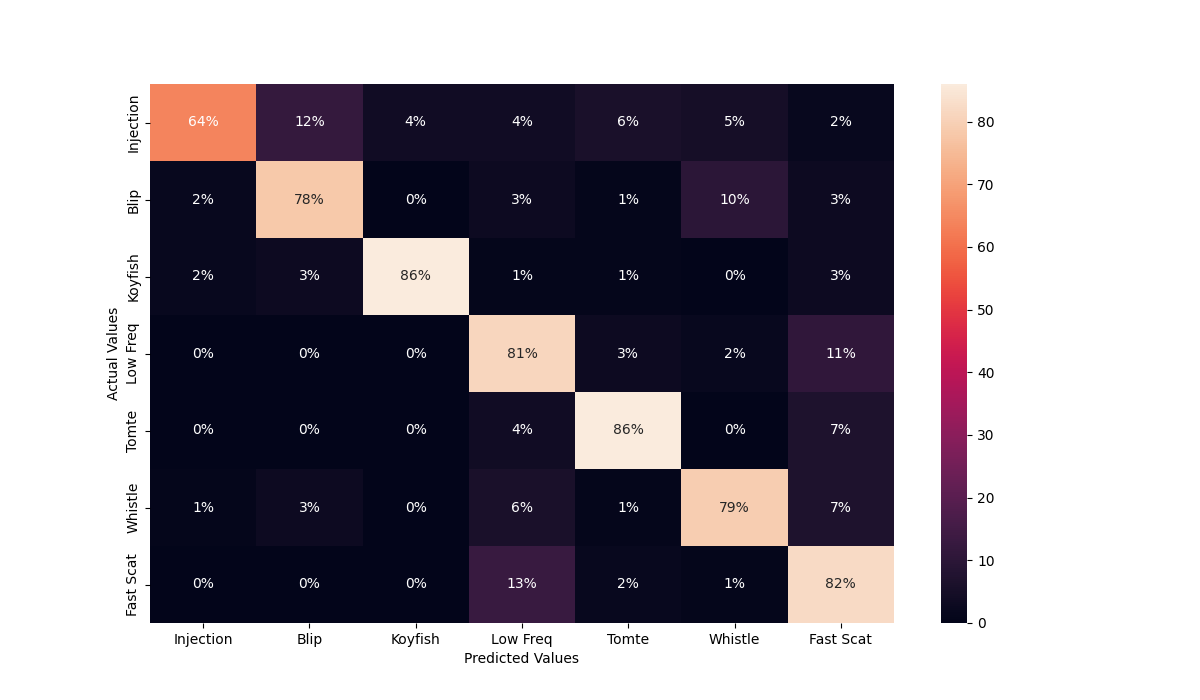 Actual Values
Injection 64% 12% 4% 4% 6% 5% 2%
Blip 2% 78% 0% 3% 1% 10% 3%
Koyfish 2% 3% 86% 1% 1% 0% 3%
Low Freq 0% 0% 0% 81% 3% 2% 11%
Tomte 0% 0% 0% 4% 86% 0% 7%
Whistle 1% 3% 0% 6% 1% 79% 7%
Fast Scat 0% 0% 0% 13% 2% 1% 82%
Injection Blip Koyfish Low Freq Tomte Whistle Fast Scat
Predicted Values
80
70
60
50
40
30
20
10
0